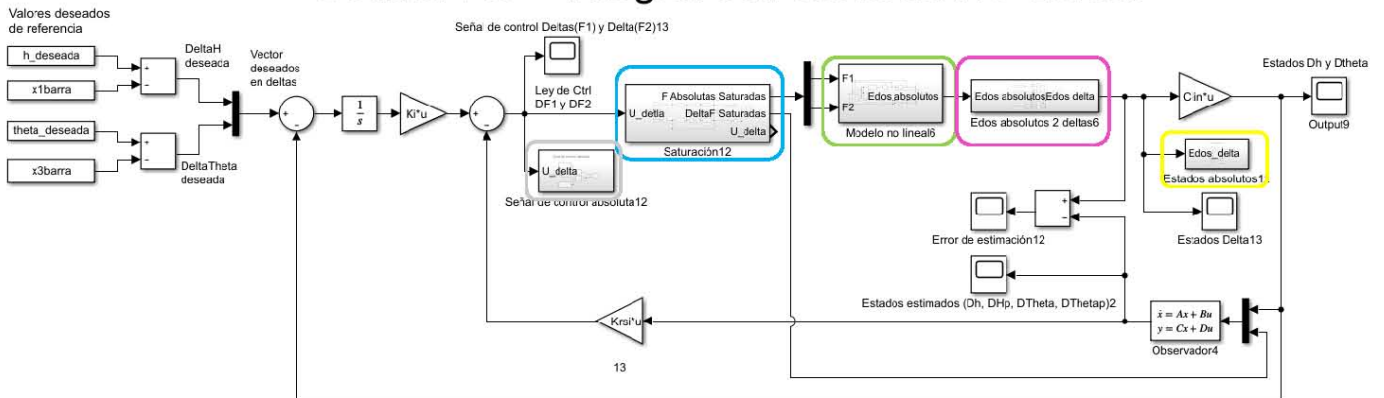 Valores deseados
de referencia
h_deseada
x1barra
theta_deseada
x3barra
DeltaH
deseada
DeltaTheta
deseada
Vector
deseados
en deltas
1
s
Ki*u
Señal de control Deltas(F1) y Delta(F2)13
Ley de Ctrl
DF1 y DF2
U_delta
Señal de control absoluta12
U_detla
F Absolutas Saturadas
DeltaF Saturadas
U_delta
Saturación12
F1
F2
Edos absolutos
Modelo no lineal6
Edos absolutos
Edos delta
Edos absolutos 2 deltas6
Cin*u
Estados Dh y Dtheta
Output9
Edos_delta
Estados Delta13
Error de estimación12
Estados estimados (Dh, DHp, DTheta, DThetap)2
Krsi*u
13
ẋ = Ax + Bu
y = Cx + Du
Observador4